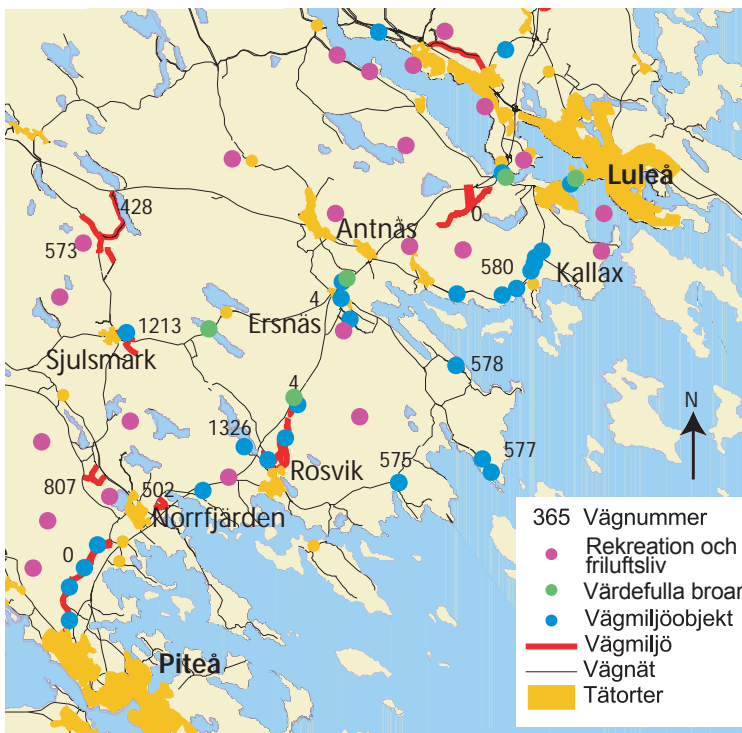 Luleå
428
0
Antnäs
573
580
Kallax
4
Ersnäs
1213
Sjulsmark
578
4
N
1326
577
575
Rosvik
807
502
Norrfjärden
0
Piteå
365 Vägnummer
Rekreation och
friluftsliv
Värdefulla broar
Vägmiljöobjekt
Vägmiljö
Vägnät
Tätorter